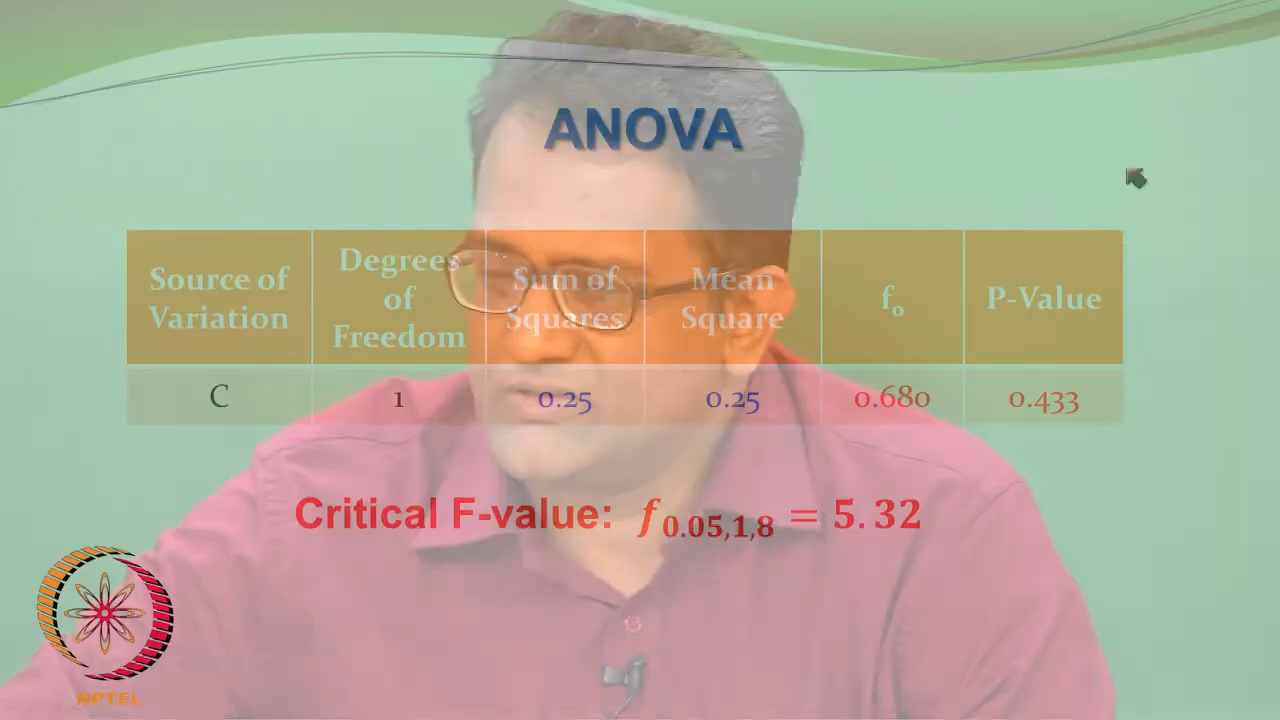 ANOVA
Source of Variation	Degrees of Freedom	Sum of Squares	Mean Square	fo	P-Value
C	1	0.25	0.25	0.680	0.433
Critical F-value: f0.05,1,8 = 5.32
NPTEL